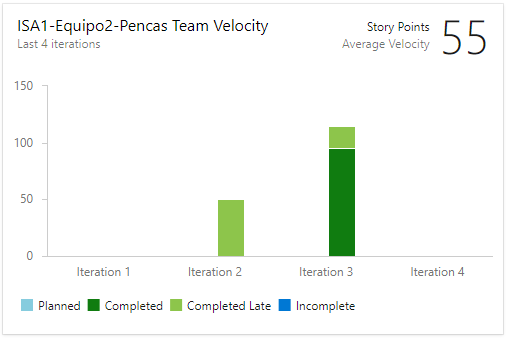 ISA1-Equipo2-Pencas Team Velocity
Last 4 iterations
Story Points
Average Velocity
55
150
100
50
0
Iteration 1 Iteration 2 Iteration 3 Iteration 4
Planned Completed Completed Late Incomplete